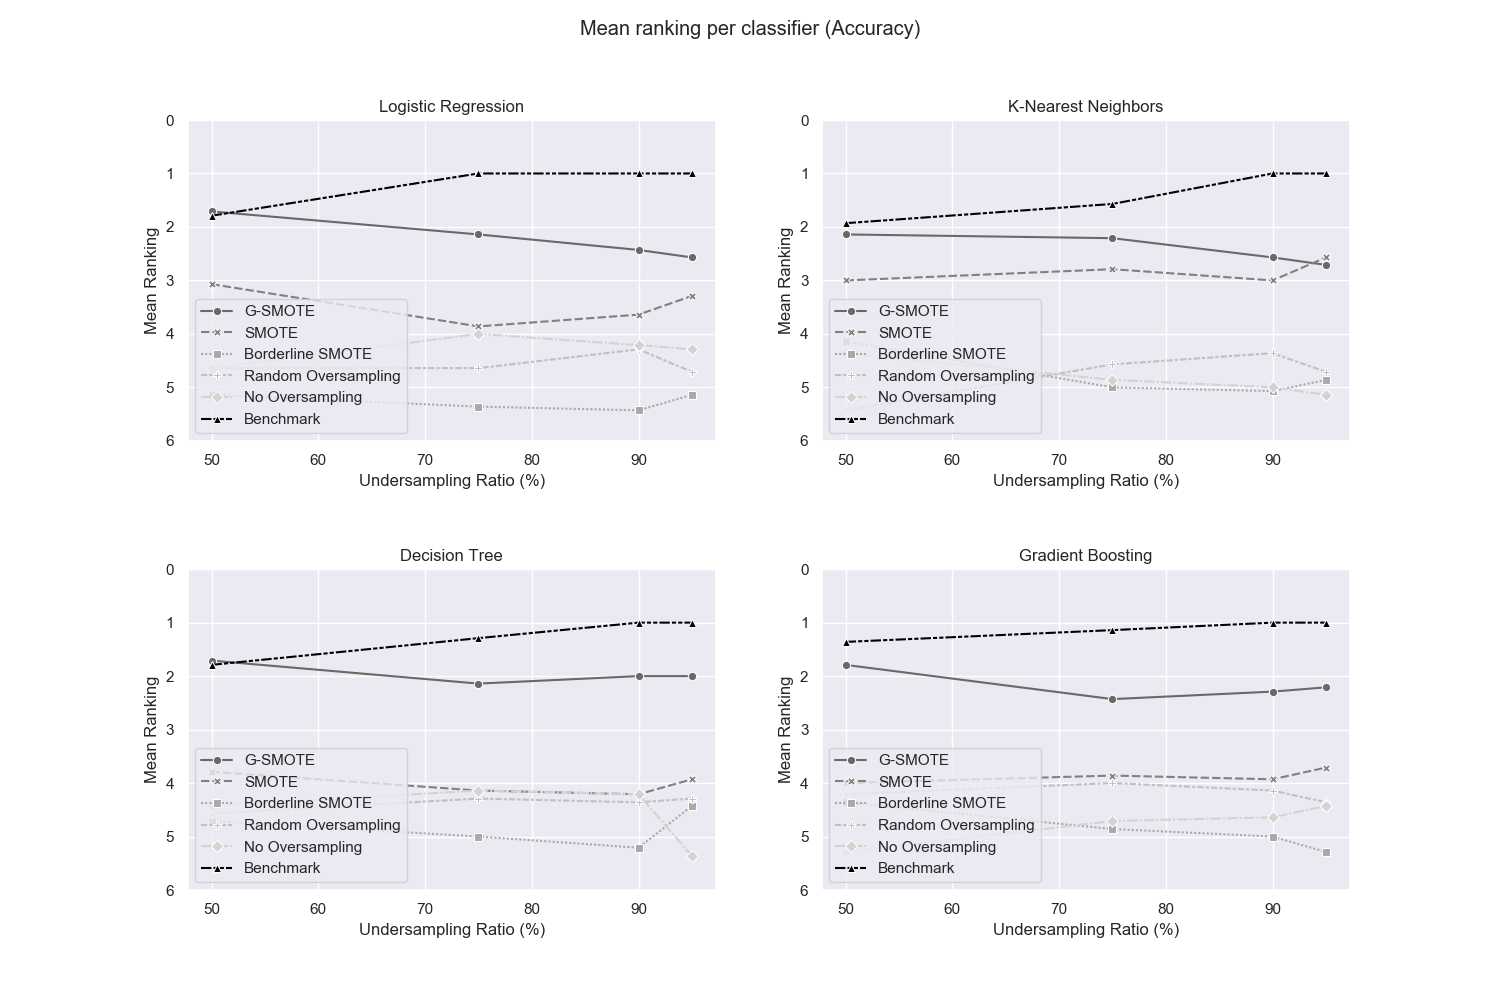 Mean ranking per classifier (Accuracy)
Logistic Regression
0
1
2
3
4
5
6
Mean Ranking
G-SMOTE
SMOTE
Borderline SMOTE
Random Oversampling
No Oversampling
Benchmark
50 60 70 80 90
Undersampling Ratio (%)
K-Nearest Neighbors
0
1
2
3
4
5
6
Mean Ranking
G-SMOTE
SMOTE
Borderline SMOTE
Random Oversampling
No Oversampling
Benchmark
50 60 70 80 90
Undersampling Ratio (%)
Decision Tree
0
1
2
3
4
5
6
Mean Ranking
G-SMOTE
SMOTE
Borderline SMOTE
Random Oversampling
No Oversampling
Benchmark
50 60 70 80 90
Undersampling Ratio (%)
Gradient Boosting
0
1
2
3
4
5
6
Mean Ranking
G-SMOTE
SMOTE
Borderline SMOTE
Random Oversampling
No Oversampling
Benchmark
50 60 70 80 90
Undersampling Ratio (%)